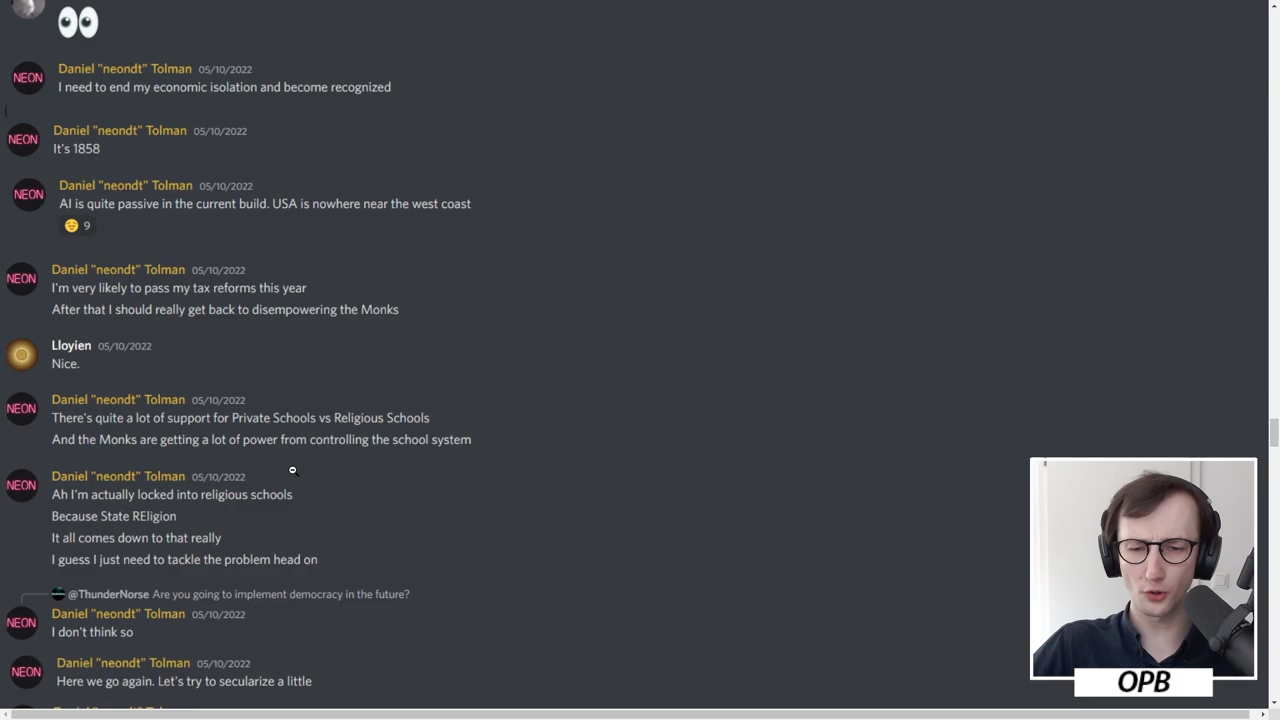 NEON
Daniel "neondt" Tolman 05/10/2022
I need to end my economic isolation and become recognized
NEON
Daniel "neondt" Tolman 05/10/2022
It's 1858
NEON
Daniel "neondt" Tolman 05/10/2022
AI is quite passive in the current build. USA is nowhere near the west coast
9
NEON
Daniel "neondt" Tolman 05/10/2022
I'm very likely to pass my tax reforms this year
After that I should really get back to disempowering the Monks
Lloyien 05/10/2022
Nice.
NEON
Daniel "neondt" Tolman 05/10/2022
There's quite a lot of support for Private Schools vs Religious Schools
And the Monks are getting a lot of power from controlling the school system
NEON
Daniel "neondt" Tolman 05/10/2022
Ah I'm actually locked into religious schools
Because State REligion
It all comes down to that really
I guess I just need to tackle the problem head on
@ThunderNorse Are you going to implement democracy in the future?
NEON
Daniel "neondt" Tolman 05/10/2022
I don't think so
NEON
Daniel "neondt" Tolman 05/10/2022
Here we go again. Let's try to secularize a little
OPB